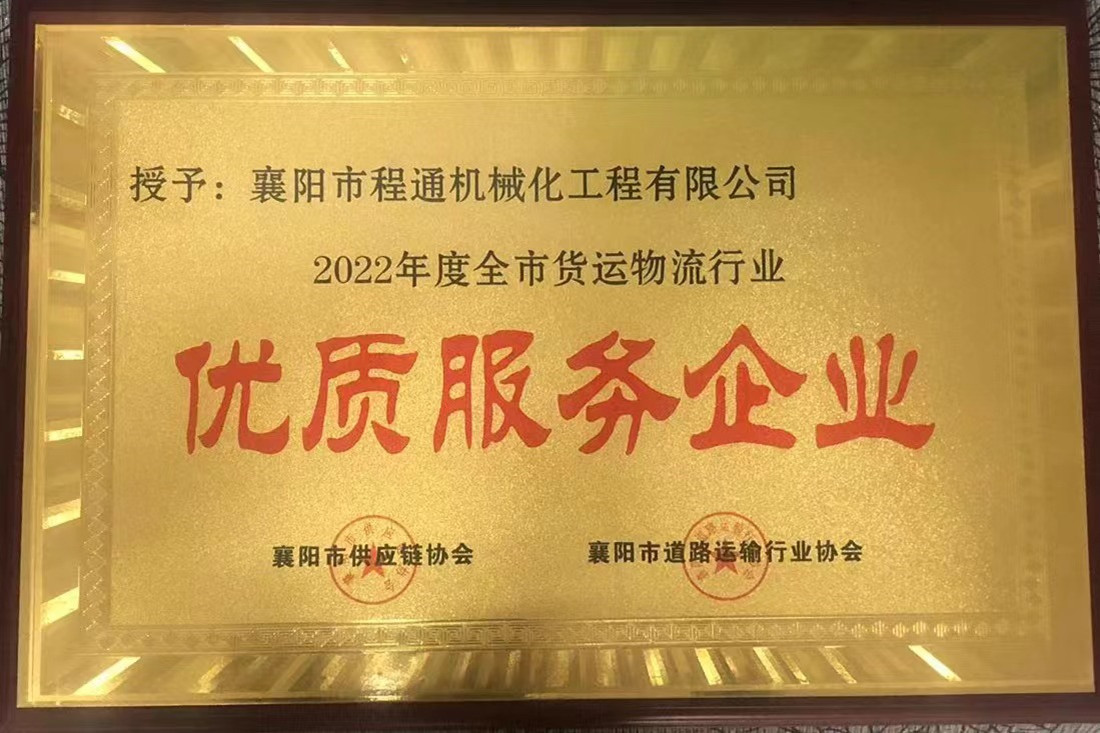 授予：襄阳市程通机械化工程有限公司
2022年度全市货运物流行业
优质服务企业
襄阳市供应链协会 襄阳市道路运输行业协会